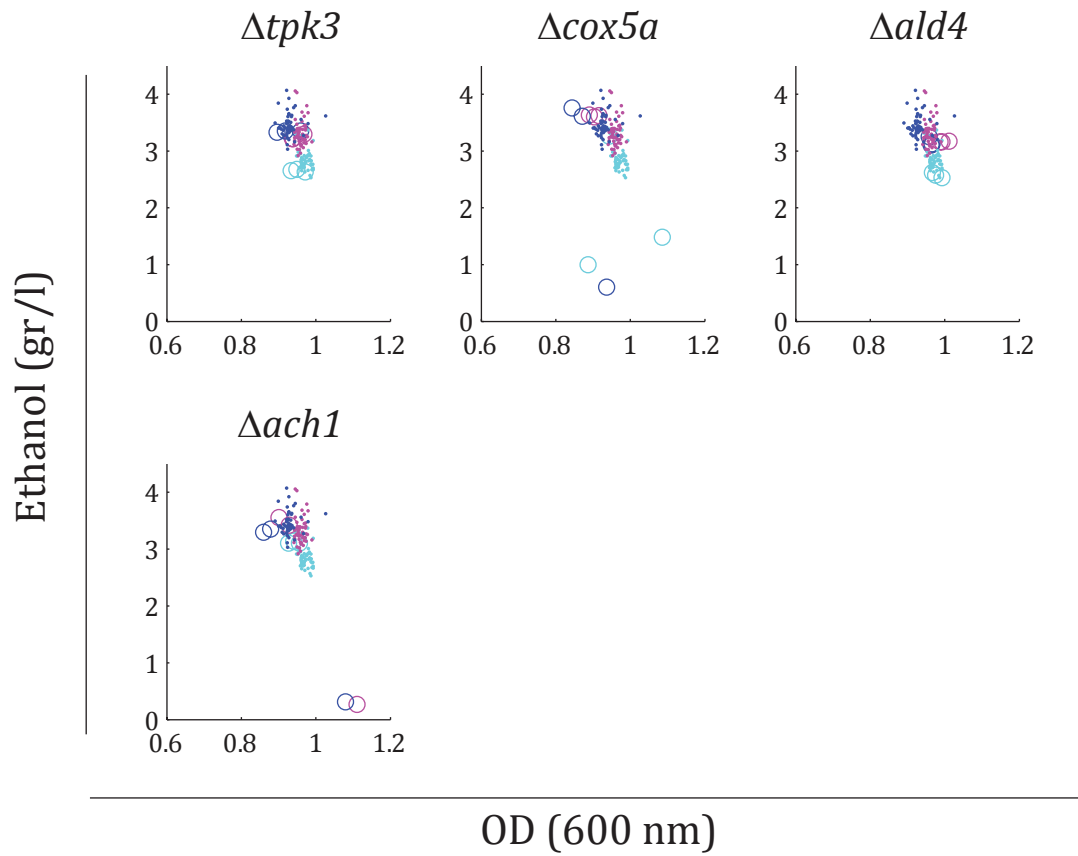 Δtpk3 Δcox5a Δald4
4 4 4
3 3 3
2 2 2
1 1 1
0 0 0
0.6 0.8 1 1.2 0.6 0.8 1 1.2 0.6 0.8 1 1.2
Δach1
4
3
2
1
0
0.6 0.8 1 1.2
Ethanol (gr/l)
OD (600 nm)